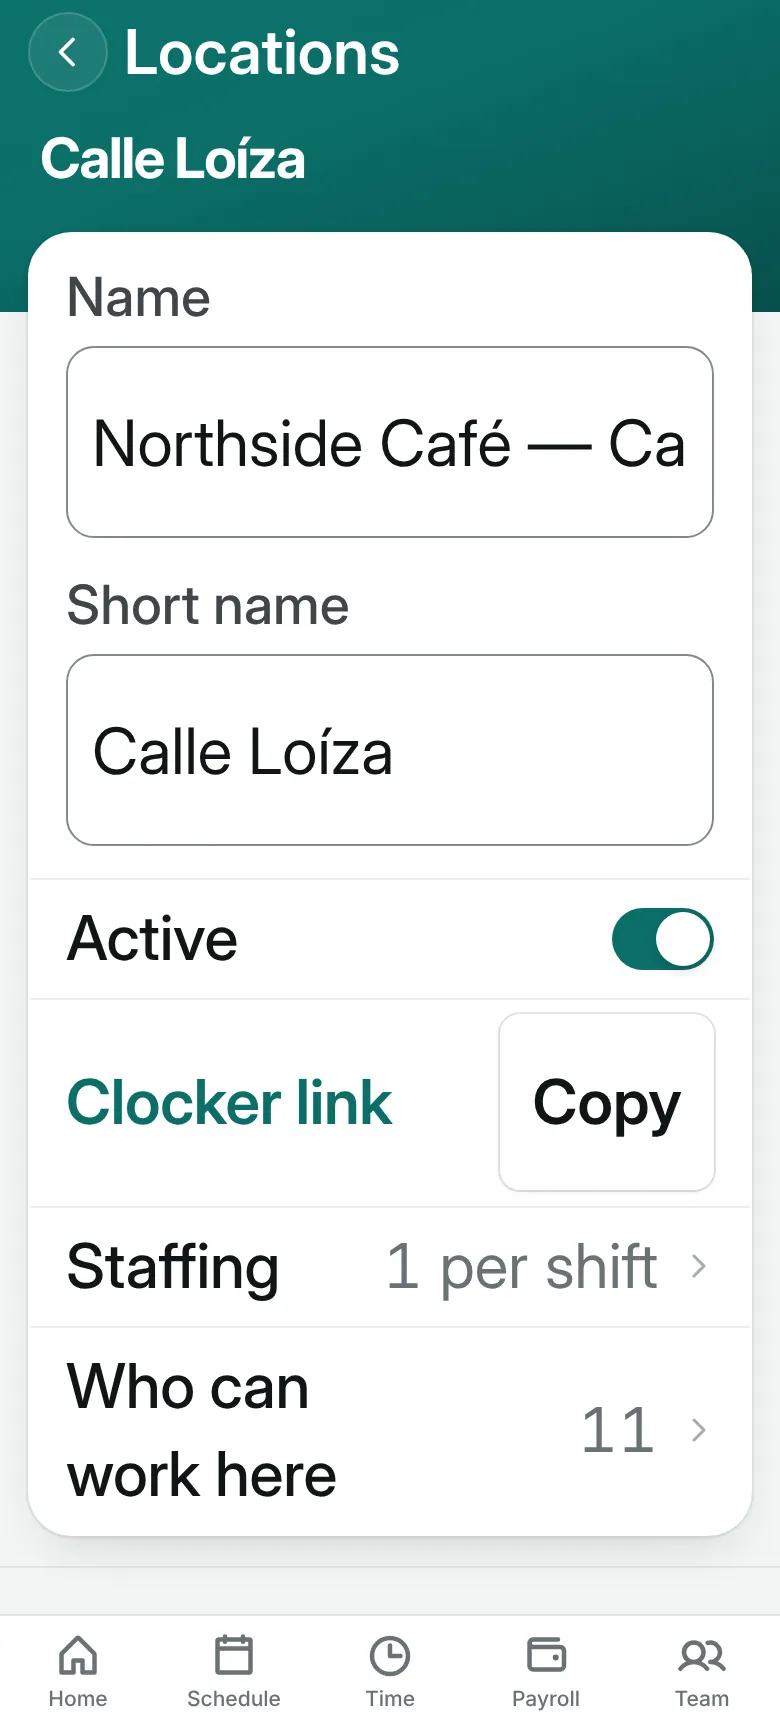 Locations
Calle Loíza
Name
Northside Café — Ca
Short name
Calle Loíza
Active
Clocker link
Copy
Staffing
1 per shift
Who can
work here
11
Home
Schedule
Time
Payroll
Team